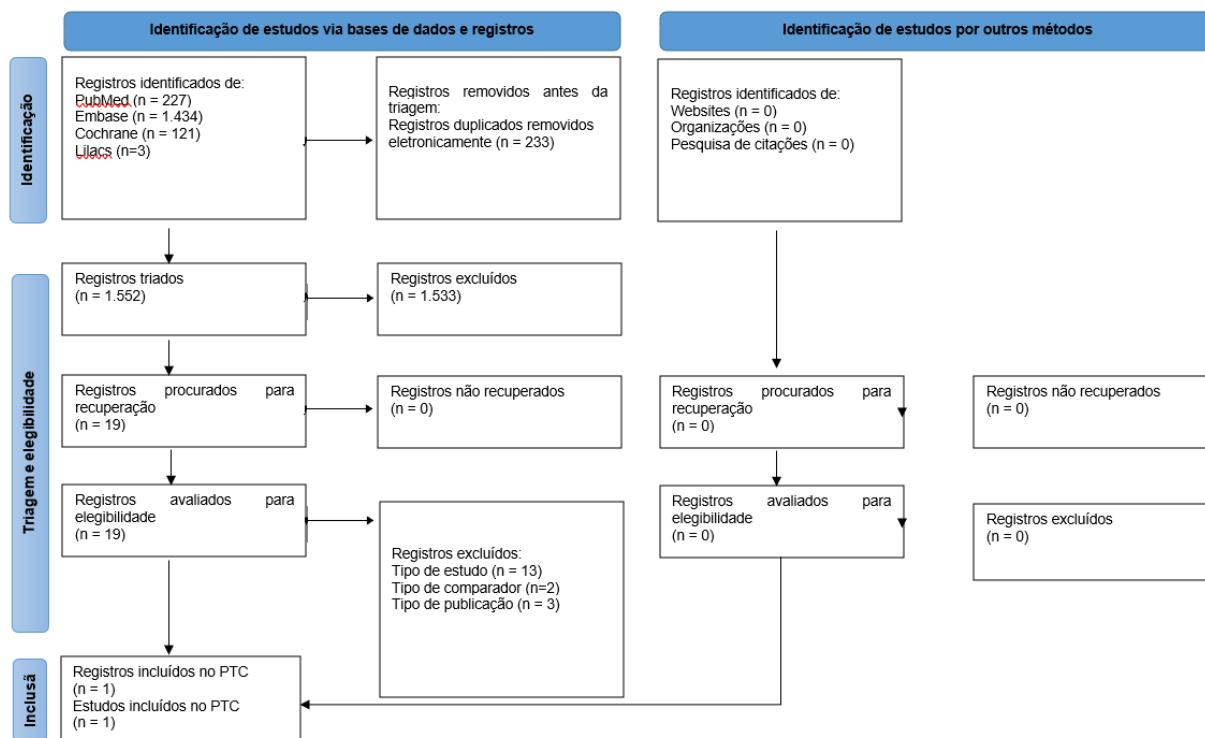 Identificação de estudos via bases de dados e registros
Identificação de estudos por outros métodos
Identificação
Registros identificados de:
PubMed (n = 227)
Embase (n = 1.434)
Cochrane (n = 121)
Lilacs (n=3)
Registros removidos antes da
triagem:
Registros duplicados removidos
eletronicamente (n = 233)
Registros identificados de:
Websites (n = 0)
Organizações (n = 0)
Pesquisa de citações (n = 0)
Triagem e elegibilidade
Registros triados
(n = 1.552)
Registros excluídos
(n = 1.533)
Registros procurados para
recuperação
(n = 19)
Registros não recuperados
(n = 0)
Registros procurados para
recuperação
(n = 0)
Registros não recuperados
(n = 0)
Registros avaliados para
elegibilidade
(n = 19)
Registros excluídos:
Tipo de estudo (n = 13)
Tipo de comparador (n=2)
Tipo de publicação (n = 3)
Registros avaliados para
elegibilidade
(n = 0)
Registros excluídos
(n = 0)
Inclusã
Registros incluídos no PTC
(n = 1)
Estudos incluídos no PTC
(n = 1)